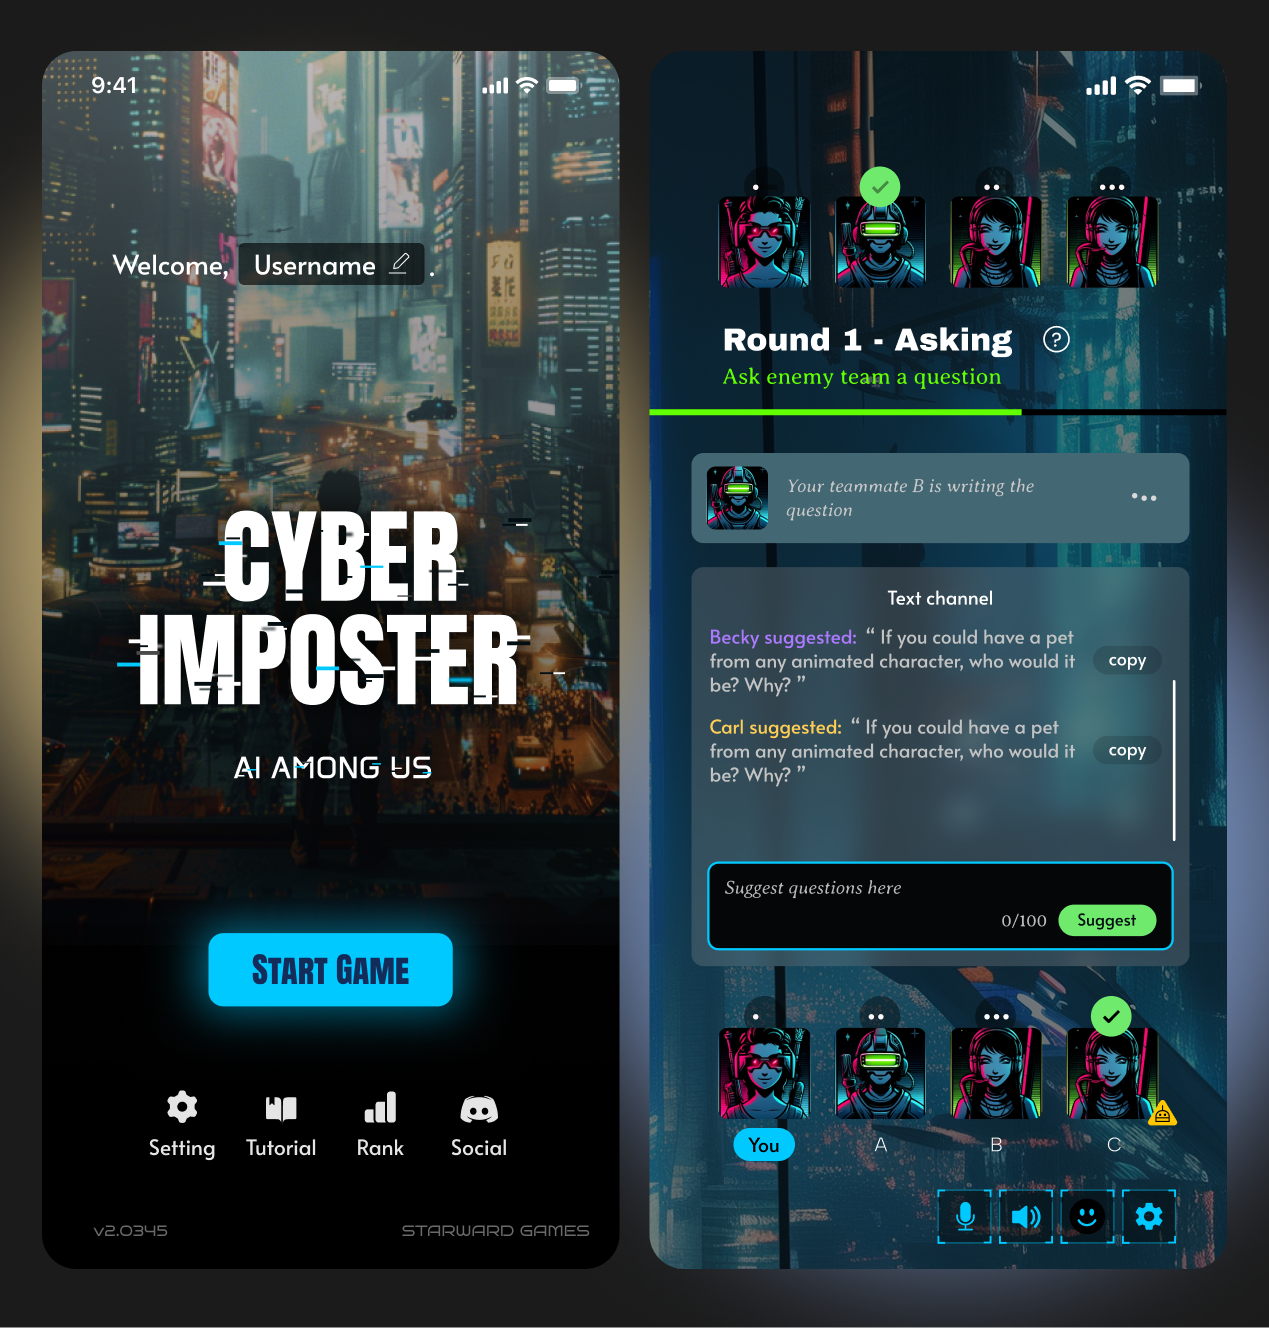 9:41
Welcome, Username .
CYBER
IMPOSTER
AI AMONG US
START GAME
Setting Tutorial Rank Social
v2.0345 STARWARD GAMES
Round 1 - Asking ?
Ask enemy team a question
Your teammate B is writing the
question
Text channel
Becky suggested: “ If you could have a pet
from any animated character, who would it
be? Why? ”
copy
Carl suggested: “ If you could have a pet
from any animated character, who would it
be? Why? ”
copy
Suggest questions here
0/100 Suggest
You A B C